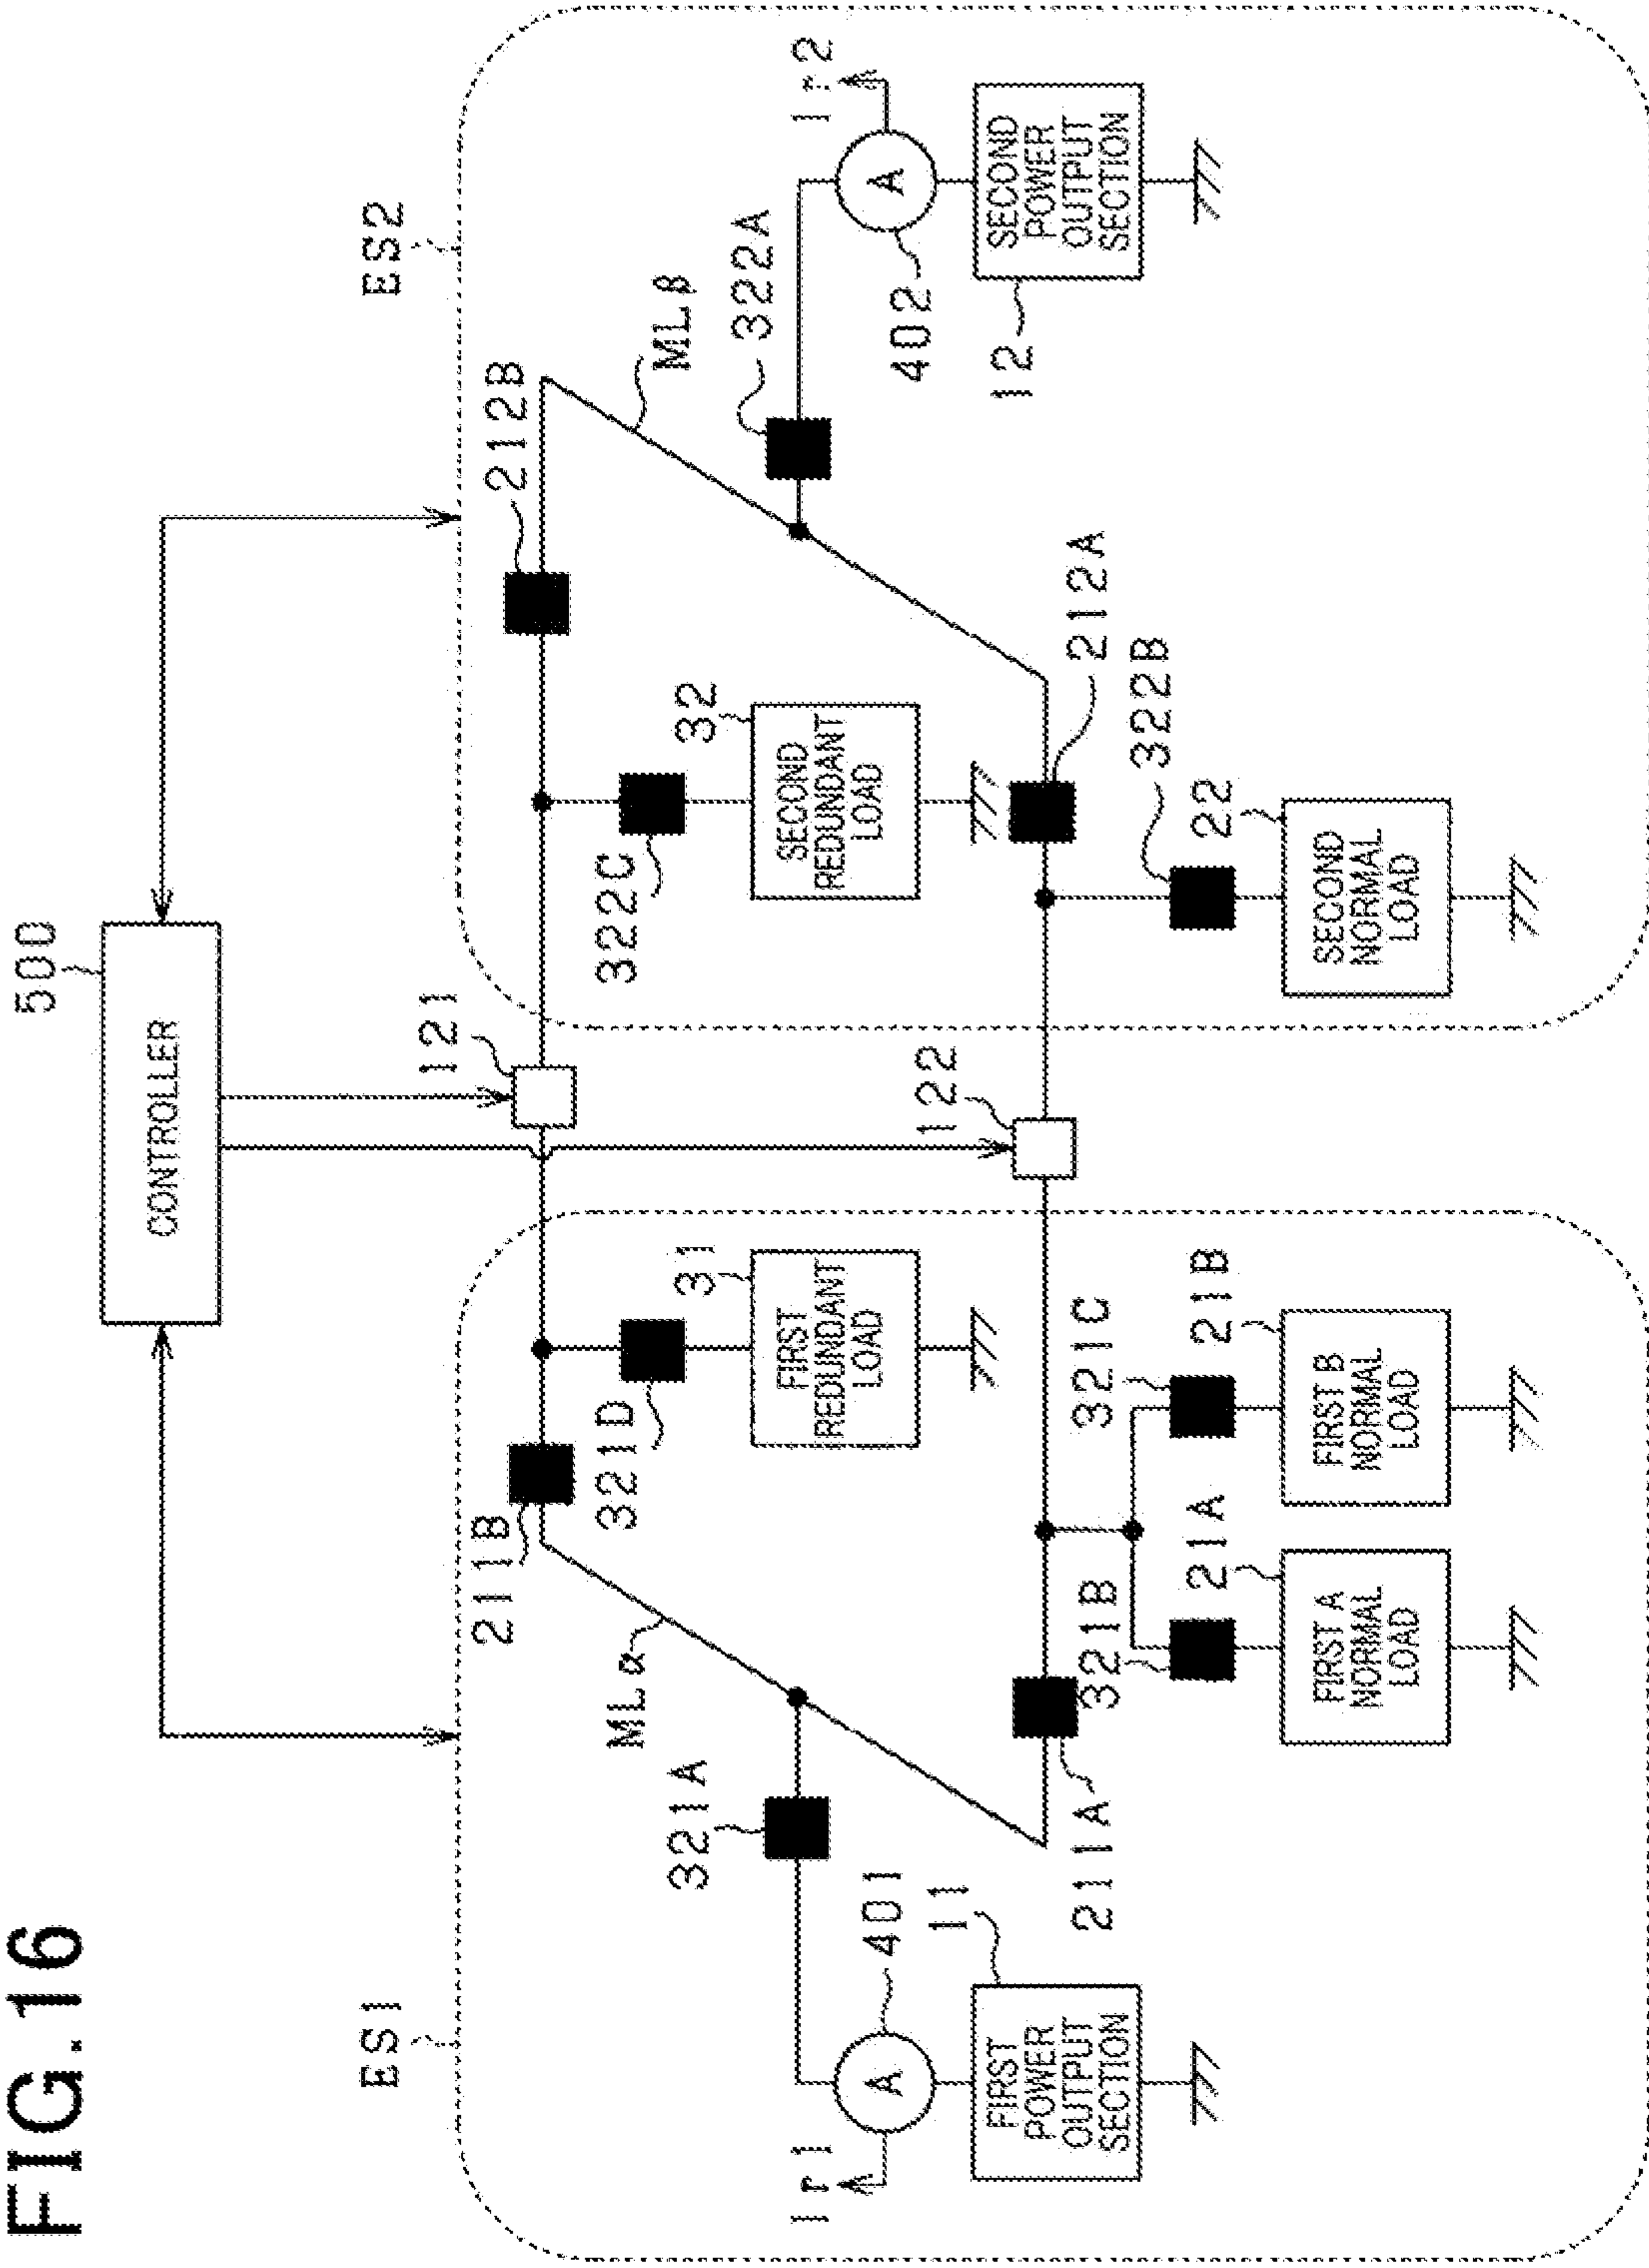 FIG.16
500
CONTROLLER
ES1
ES2
121
122
211B
212B
MLα
MLβ
321D
31
FIRST
REDUNDANT
LOAD
322C
32
SECOND
REDUNDANT
LOAD
321A
322A
Ir1
A
401
11
FIRST
POWER
OUTPUT
SECTION
Ir2
A
402
12
SECOND
POWER
OUTPUT
SECTION
211A
212A
321B
21A
FIRST A
NORMAL
LOAD
321C
21B
FIRST B
NORMAL
LOAD
322B
22
SECOND
NORMAL
LOAD